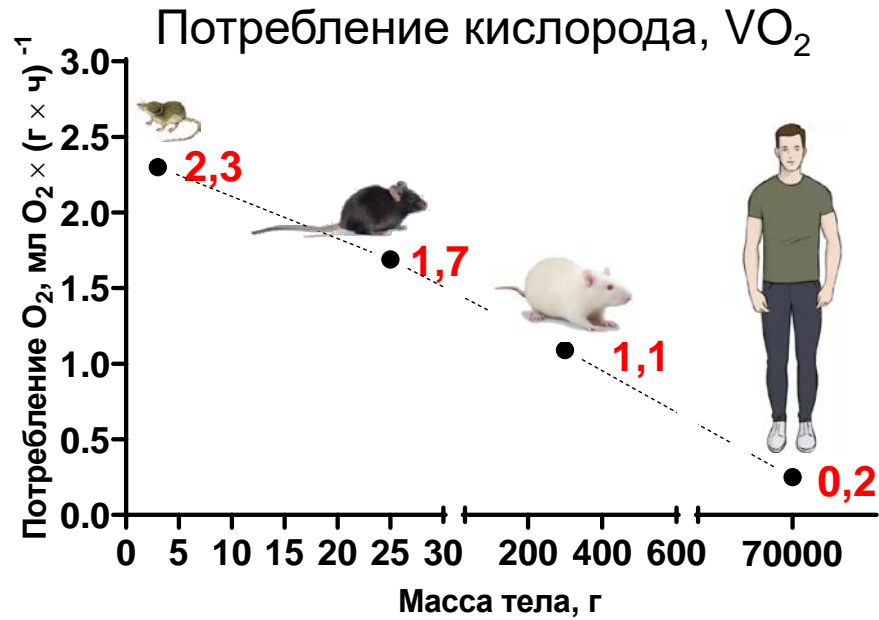 Потребление кислорода, VO₂
Потребление O₂, мл O₂ × (г × ч) ⁻¹
3.0
2.5
2.0
1.5
1.0
0.5
0.0
2,3
1,7
1,1
0,2
0 5 10 15 20 25 30 200 400 600 70000
Масса тела, г